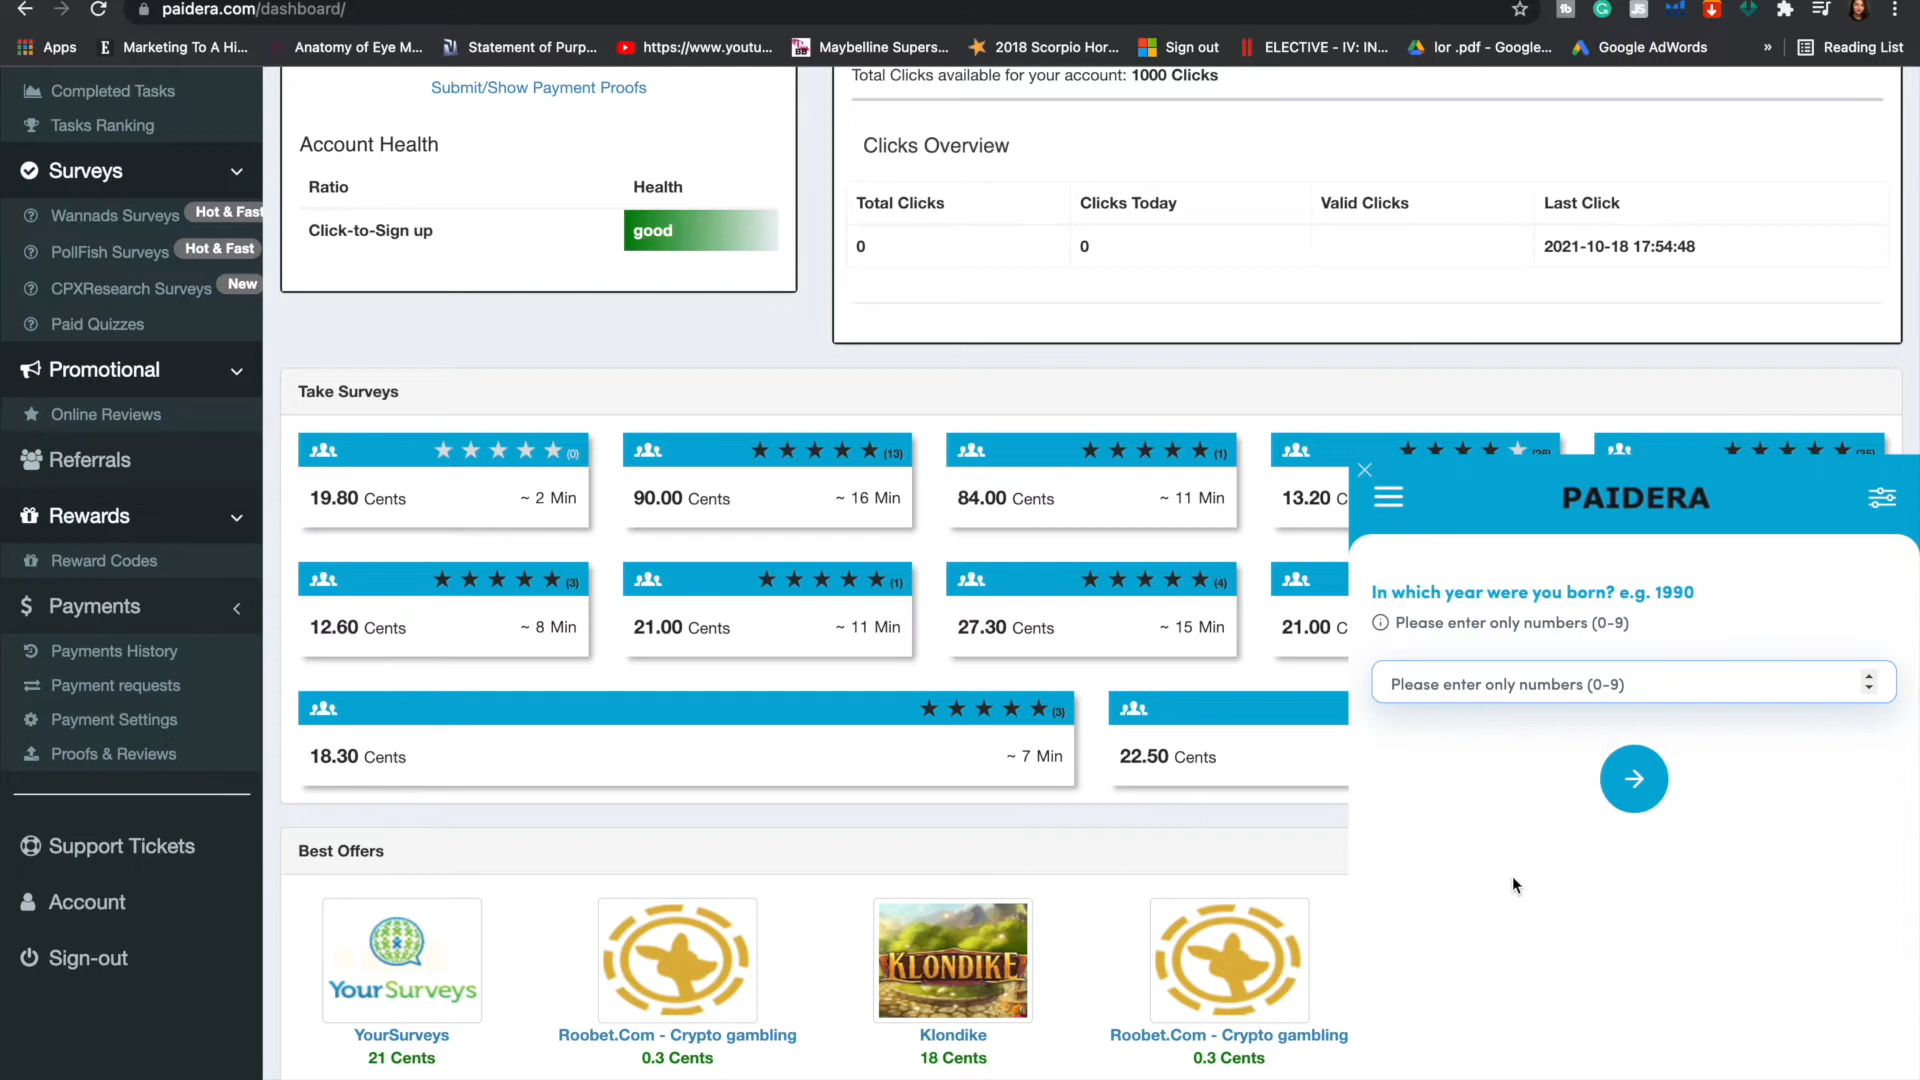 paidera.com/dashboard/
Apps
E Marketing To A Hi...
Anatomy of Eye M...
Statement of Purp...
https://www.youtu...
Maybelline Supers...
2018 Scorpio Hor...
Sign out
ELECTIVE - IV: IN...
lor .pdf - Google...
Google AdWords
»
Reading List
Completed Tasks
Tasks Ranking
Surveys
Wannads Surveys Hot & Fast
PollFish Surveys Hot & Fast
CPXResearch Surveys New
Paid Quizzes
Promotional
Online Reviews
Referrals
Rewards
Reward Codes
$ Payments
Payments History
Payment requests
Payment Settings
Proofs & Reviews
Support Tickets
Account
Sign-out
Submit/Show Payment Proofs
Account Health
Ratio Health
Click-to-Sign up good
Total Clicks available for your account: 1000 Clicks
Clicks Overview
Total Clicks Clicks Today Valid Clicks Last Click
0 0 2021-10-18 17:54:48
Take Surveys
(0) (13) (1)
19.80 Cents ~ 2 Min 90.00 Cents ~ 16 Min 84.00 Cents ~ 11 Min 13.20 C
(3) (1) (4)
12.60 Cents ~ 8 Min 21.00 Cents ~ 11 Min 27.30 Cents ~ 15 Min 21.00 C
(3)
18.30 Cents ~ 7 Min 22.50 Cents
Best Offers
YourSurveys
KLONDIKE
YourSurveys Roobet.Com - Crypto gambling Klondike Roobet.Com - Crypto gambling
21 Cents 0.3 Cents 18 Cents 0.3 Cents
PAIDERA
In which year were you born? e.g. 1990
Please enter only numbers (0-9)
Please enter only numbers (0-9)